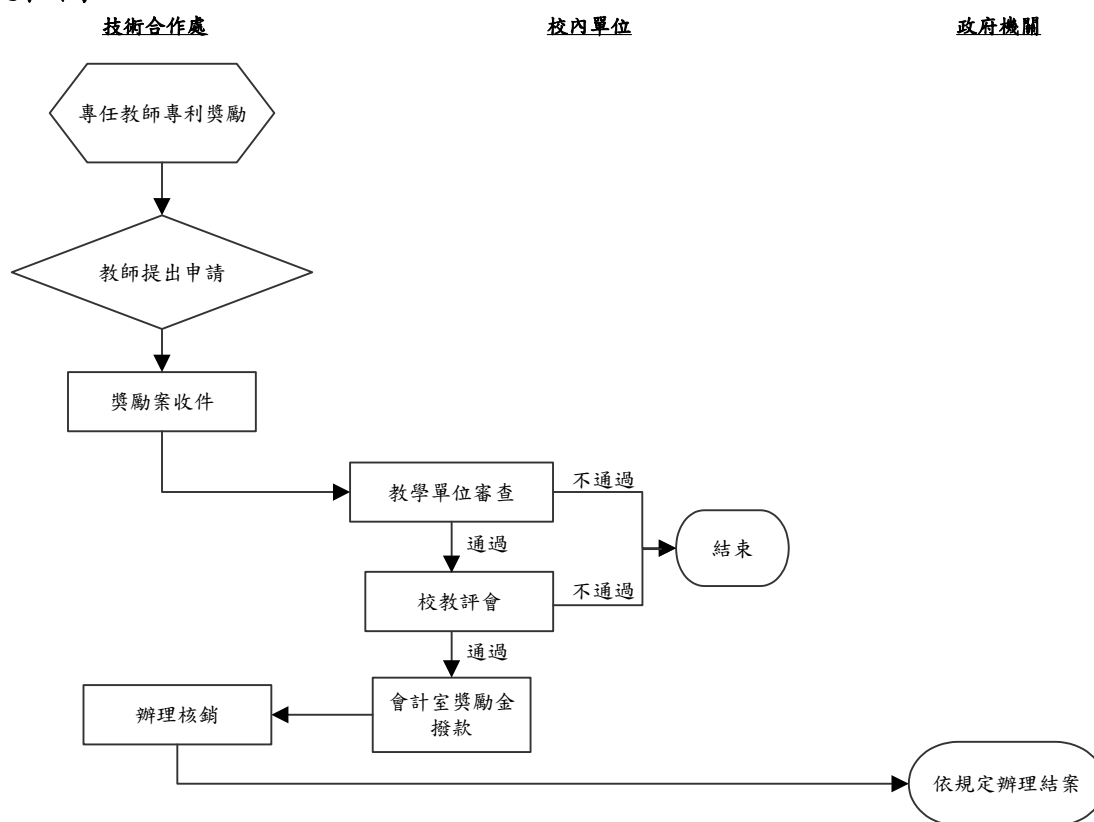 技術合作處
校內單位
政府機關
專任教師專利獎勵
教師提出申請
獎勵案收件
教學單位審查
不通過
結束
通過
校教評會
不通過
通過
會計室獎勵金
撥款
辦理核銷
依規定辦理結案